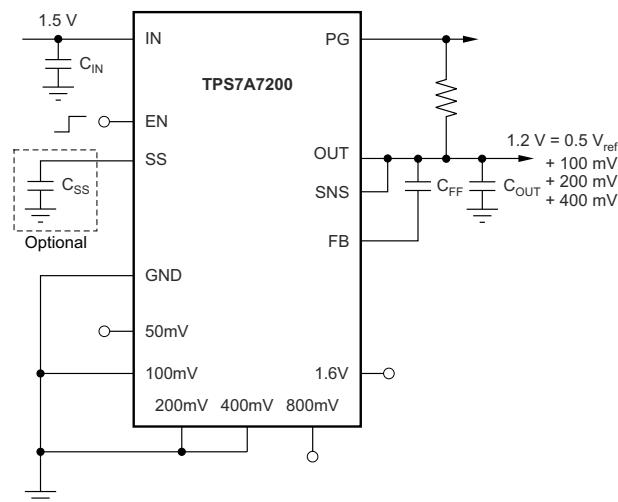 1.5 V
IN
PG
C_IN
TPS7A7200
EN
SS
OUT
1.2 V = 0.5 V_ref
+ 100 mV
+ 200 mV
+ 400 mV
C_SS
SNS
C_FF
C_OUT
Optional
FB
GND
50mV
100mV
1.6V
200mV 400mV 800mV